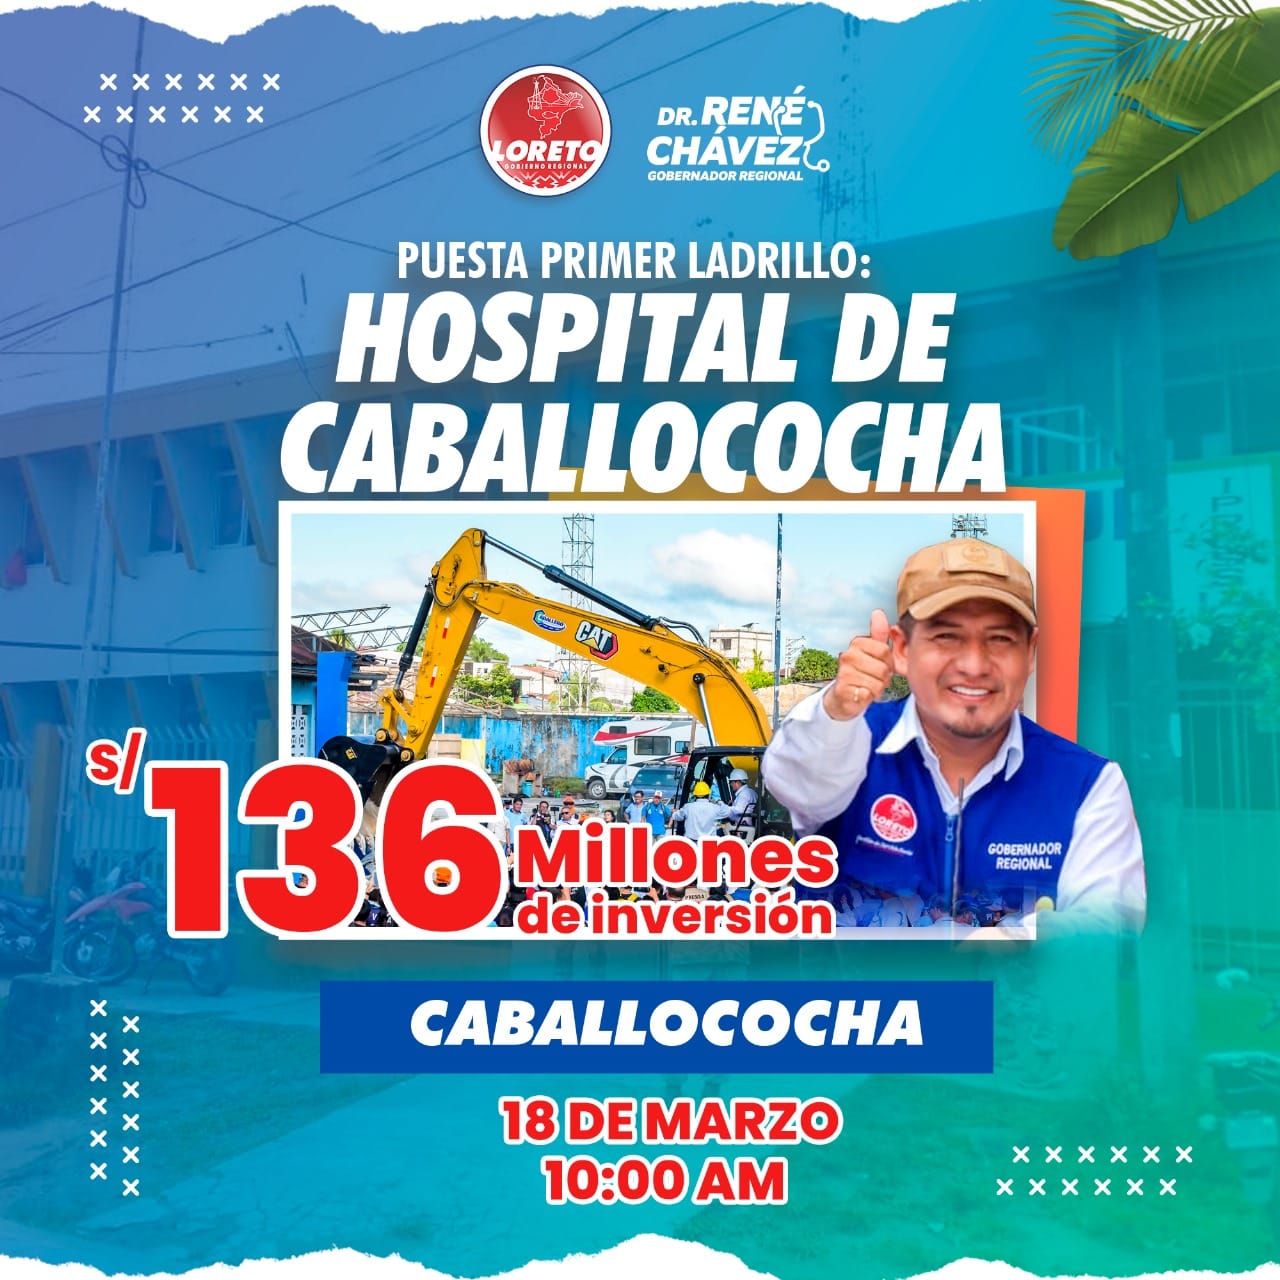 LORETO
GOBIERNO REGIONAL
DR. RENÉ
CHÁVEZ
GOBERNADOR REGIONAL
PUESTA PRIMER LADRILLO:
HOSPITAL DE
CABALLOCOCHA
CAT
LORETO
GOBERNADOR
REGIONAL
s/136 Millones
de inversión
PRENSA
CABALLOCOCHA
18 DE MARZO
10:00 AM